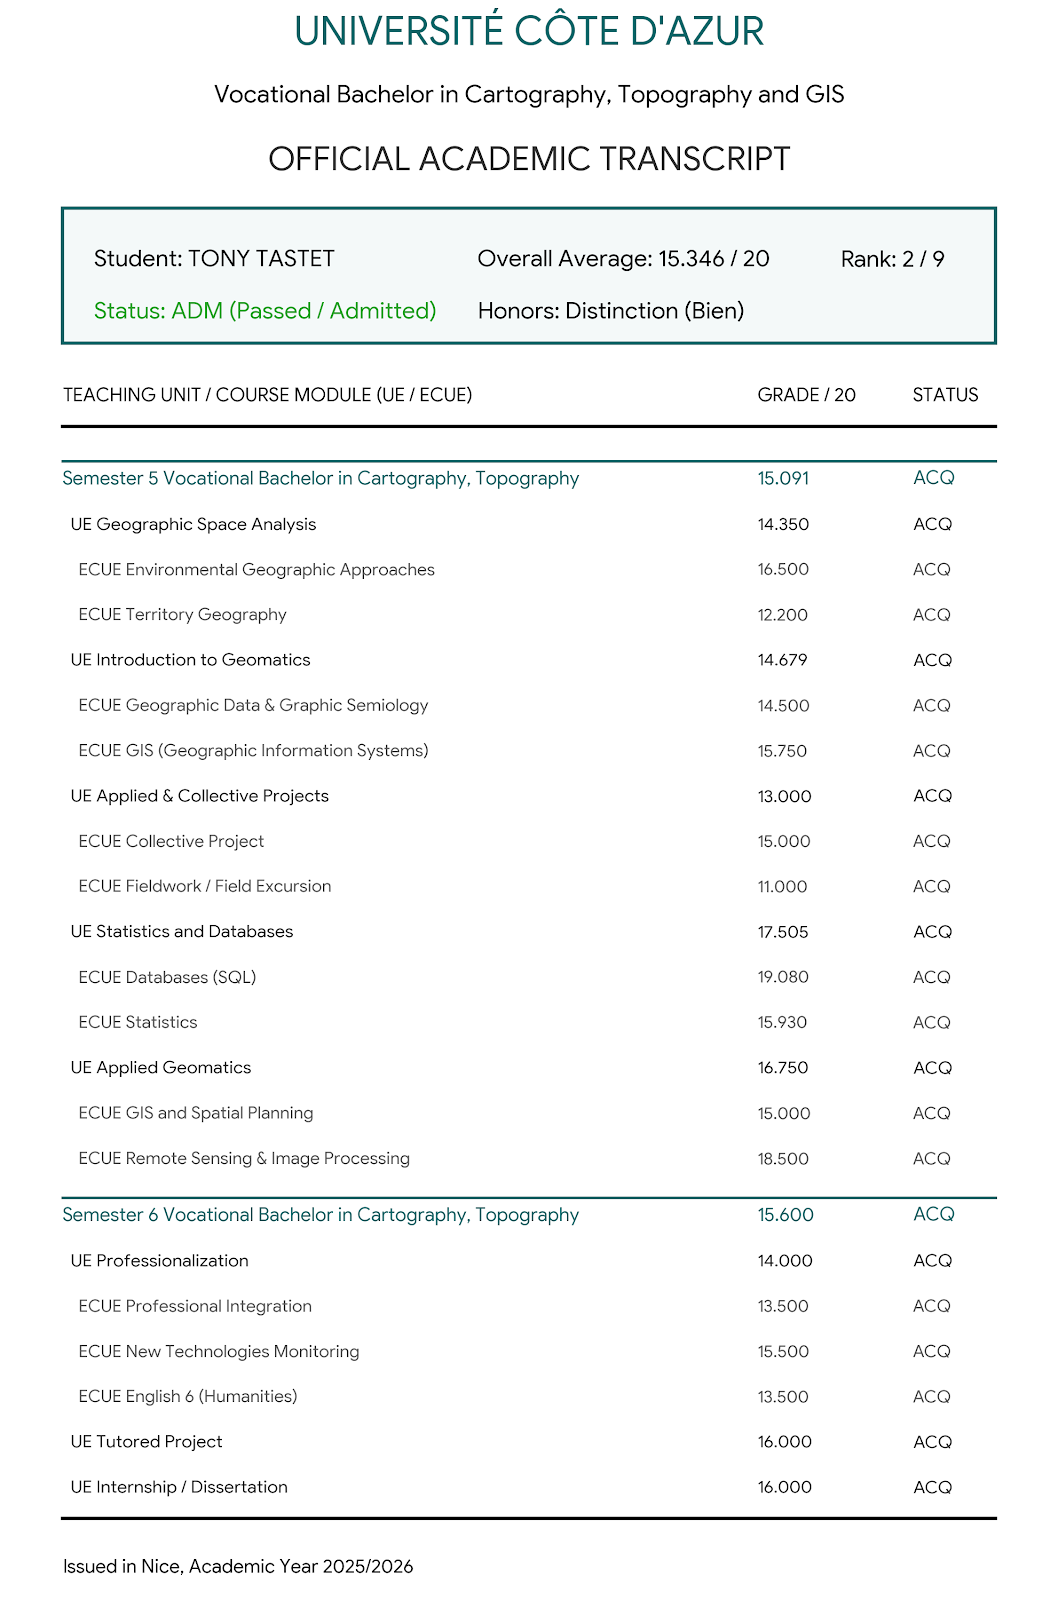 UNIVERSITÉ CÔTE D'AZUR
Vocational Bachelor in Cartography, Topography and GIS
OFFICIAL ACADEMIC TRANSCRIPT
Student: TONY TASTET Overall Average: 15.346 / 20 Rank: 2 / 9
Status: ADM (Passed / Admitted) Honors: Distinction (Bien)
TEACHING UNIT / COURSE MODULE (UE / ECUE) GRADE / 20 STATUS
Semester 5 Vocational Bachelor in Cartography, Topography 15.091 ACQ
UE Geographic Space Analysis 14.350 ACQ
ECUE Environmental Geographic Approaches 16.500 ACQ
ECUE Territory Geography 12.200 ACQ
UE Introduction to Geomatics 14.679 ACQ
ECUE Geographic Data & Graphic Semiology 14.500 ACQ
ECUE GIS (Geographic Information Systems) 15.750 ACQ
UE Applied & Collective Projects 13.000 ACQ
ECUE Collective Project 15.000 ACQ
ECUE Fieldwork / Field Excursion 11.000 ACQ
UE Statistics and Databases 17.505 ACQ
ECUE Databases (SQL) 19.080 ACQ
ECUE Statistics 15.930 ACQ
UE Applied Geomatics 16.750 ACQ
ECUE GIS and Spatial Planning 15.000 ACQ
ECUE Remote Sensing & Image Processing 18.500 ACQ
Semester 6 Vocational Bachelor in Cartography, Topography 15.600 ACQ
UE Professionalization 14.000 ACQ
ECUE Professional Integration 13.500 ACQ
ECUE New Technologies Monitoring 15.500 ACQ
ECUE English 6 (Humanities) 13.500 ACQ
UE Tutored Project 16.000 ACQ
UE Internship / Dissertation 16.000 ACQ
Issued in Nice, Academic Year 2025/2026